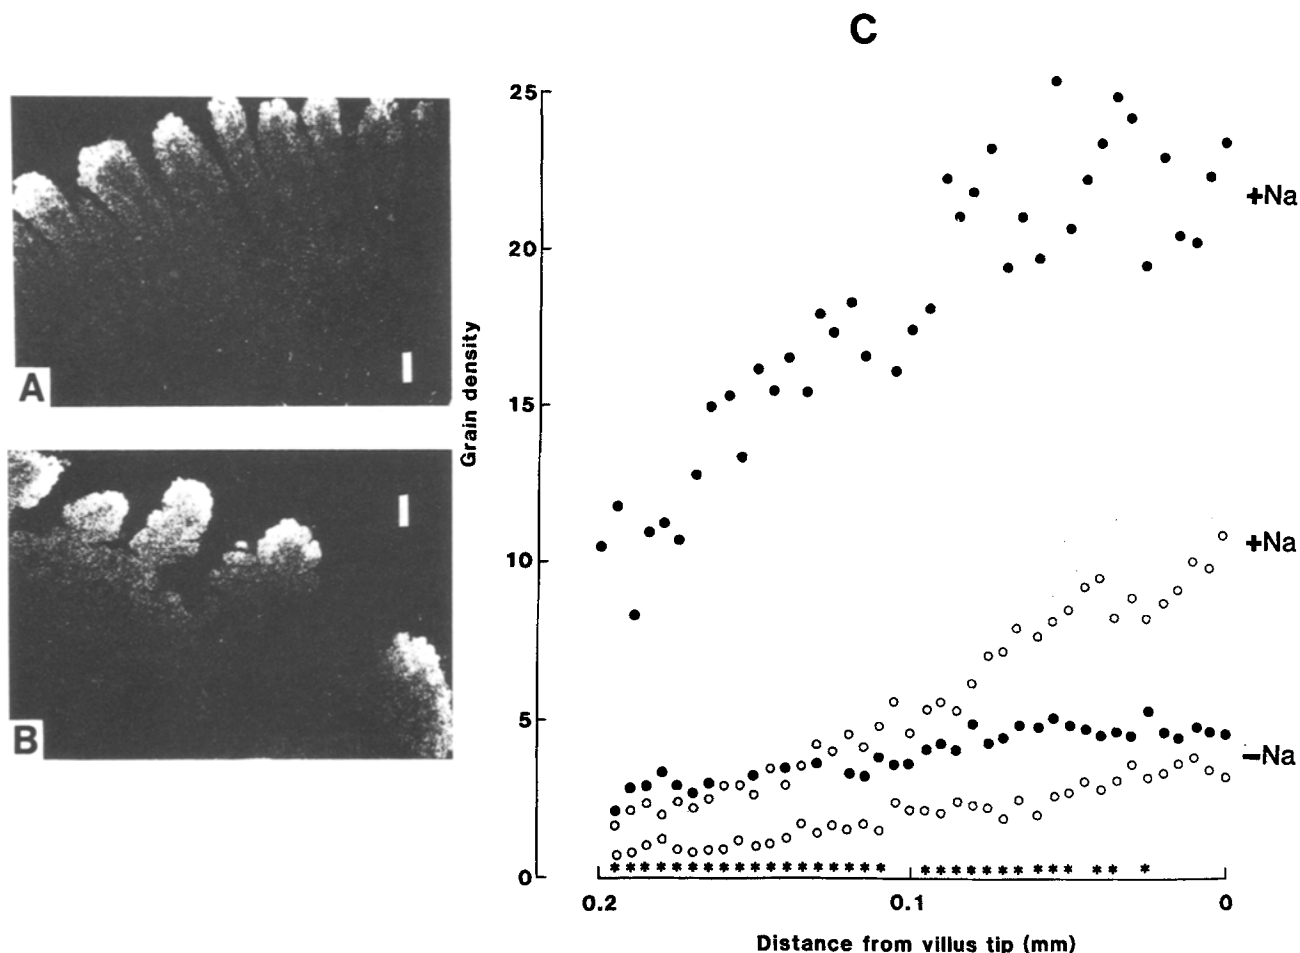 A
B
C
Grain density
25
20
15
10
5
0
+Na
+Na
−Na
* * * * * * * * * * * * * * * * * * * * * * * * * * * * * * * *
0.2
0.1
0
Distance from villus tip (mm)